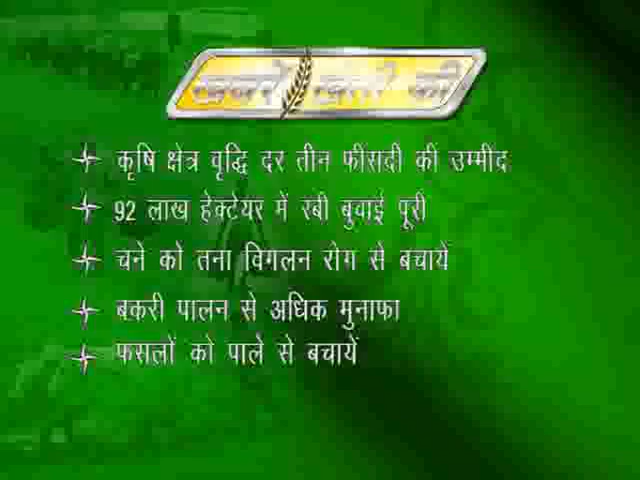 खबरें खेती की
कृषि क्षेत्र वृद्धि दर तीन फीसदी की उम्मीद
92 लाख हेक्टेयर में रबी बुवाई पूरी
चने को तना विगलन रोग से बचायें
बकरी पालन से अधिक मुनाफा
फसलों को पाले से बचायें